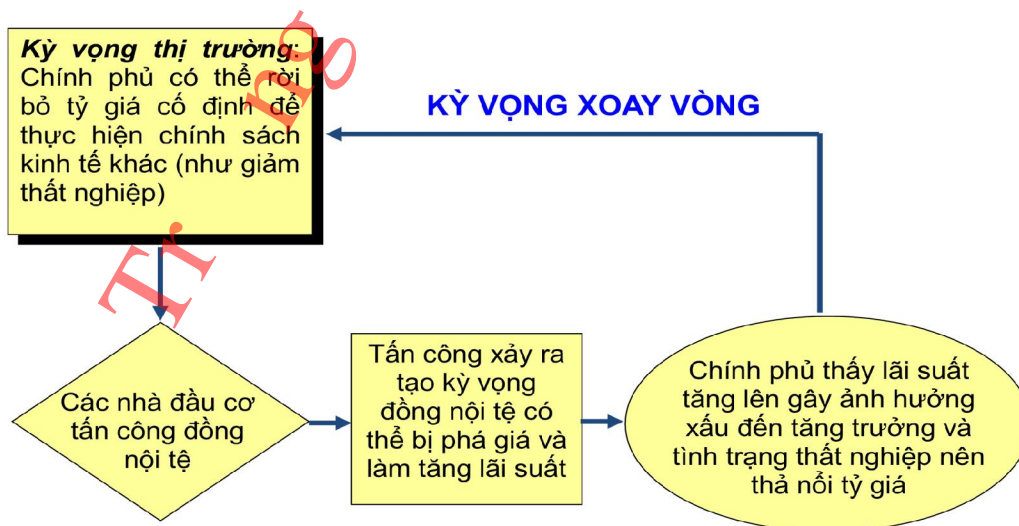 Kỳ vọng thị trường:
Chính phủ có thể rời
bỏ tỷ giá cố định để
thực hiện chính sách
kinh tế khác (như giảm
thất nghiệp)
KỲ VỌNG XOAY VÒNG
Các nhà đầu cơ
tấn công đồng
nội tệ
Tấn công xảy ra
tạo kỳ vọng
đồng nội tệ có
thể bị phá giá và
làm tăng lãi suất
Chính phủ thấy lãi suất
tăng lên gây ảnh hưởng
xấu đến tăng trưởng và
tình trạng thất nghiệp nên
thả nổi tỷ giá
Tr ng